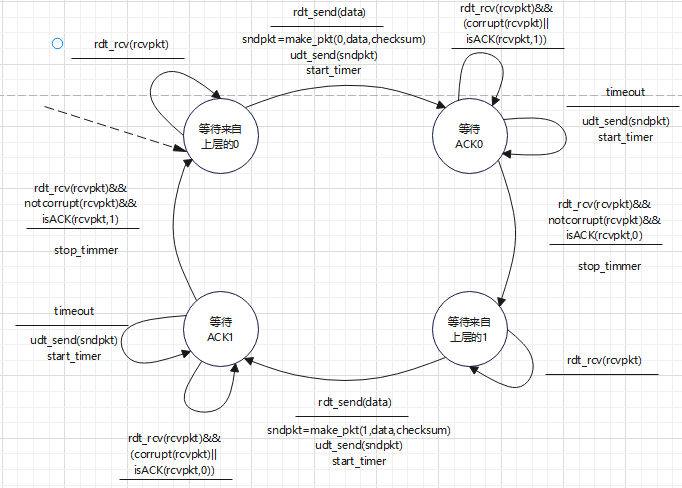 rdt_send(data)
sndpkt=make_pkt(0,data,checksum)
udt_send(sndpkt)
start_timer
rdt_rcv(rcvpkt)&&
(corrupt(rcvpkt)||
isACK(rcvpkt,1))
rdt_rcv(rcvpkt)
timeout
udt_send(sndpkt)
start_timer
等待来自
上层的0
等待
ACK0
rdt_rcv(rcvpkt)&&
notcorrupt(rcvpkt)&&
isACK(rcvpkt,1)
stop_timmer
rdt_rcv(rcvpkt)&&
notcorrupt(rcvpkt)&&
isACK(rcvpkt,0)
stop_timmer
timeout
udt_send(sndpkt)
start_timer
等待
ACK1
等待来自
上层的1
rdt_rcv(rcvpkt)
rdt_send(data)
sndpkt=make_pkt(1,data,checksum)
udt_send(sndpkt)
start_timer
rdt_rcv(rcvpkt)&&
(corrupt(rcvpkt)||
isACK(rcvpkt,0))